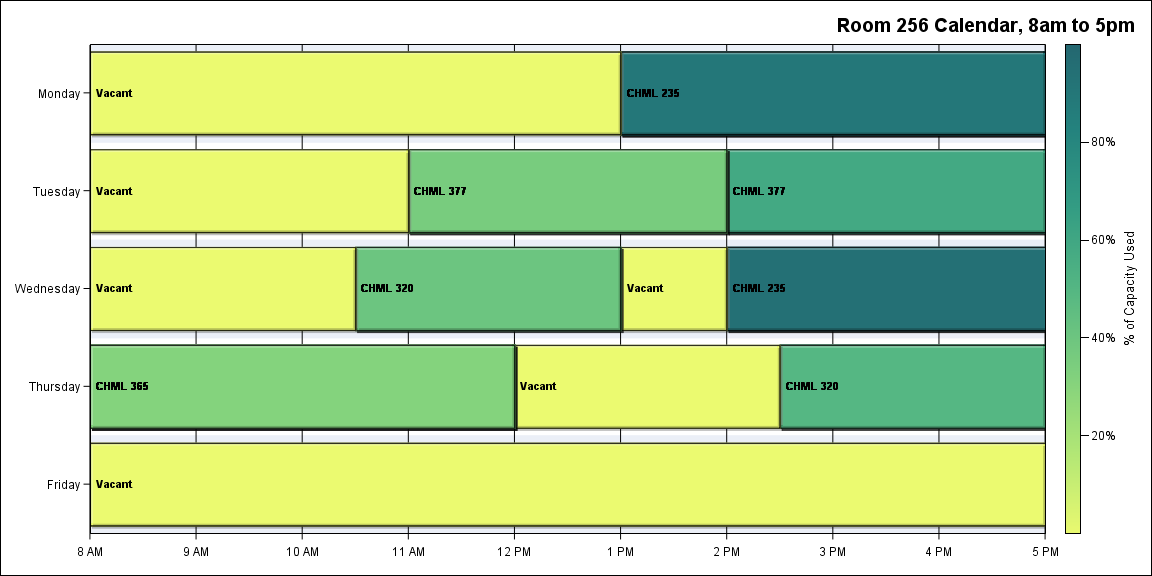 Room 256 Calendar, 8am to 5pm
Monday
Vacant
CHML 235
Tuesday
Vacant
CHML 377
CHML 377
Wednesday
Vacant
CHML 320
Vacant
CHML 235
Thursday
CHML 365
Vacant
CHML 320
Friday
Vacant
8 AM 9 AM 10 AM 11 AM 12 PM 1 PM 2 PM 3 PM 4 PM 5 PM
80%
60%
40%
20%
% of Capacity Used